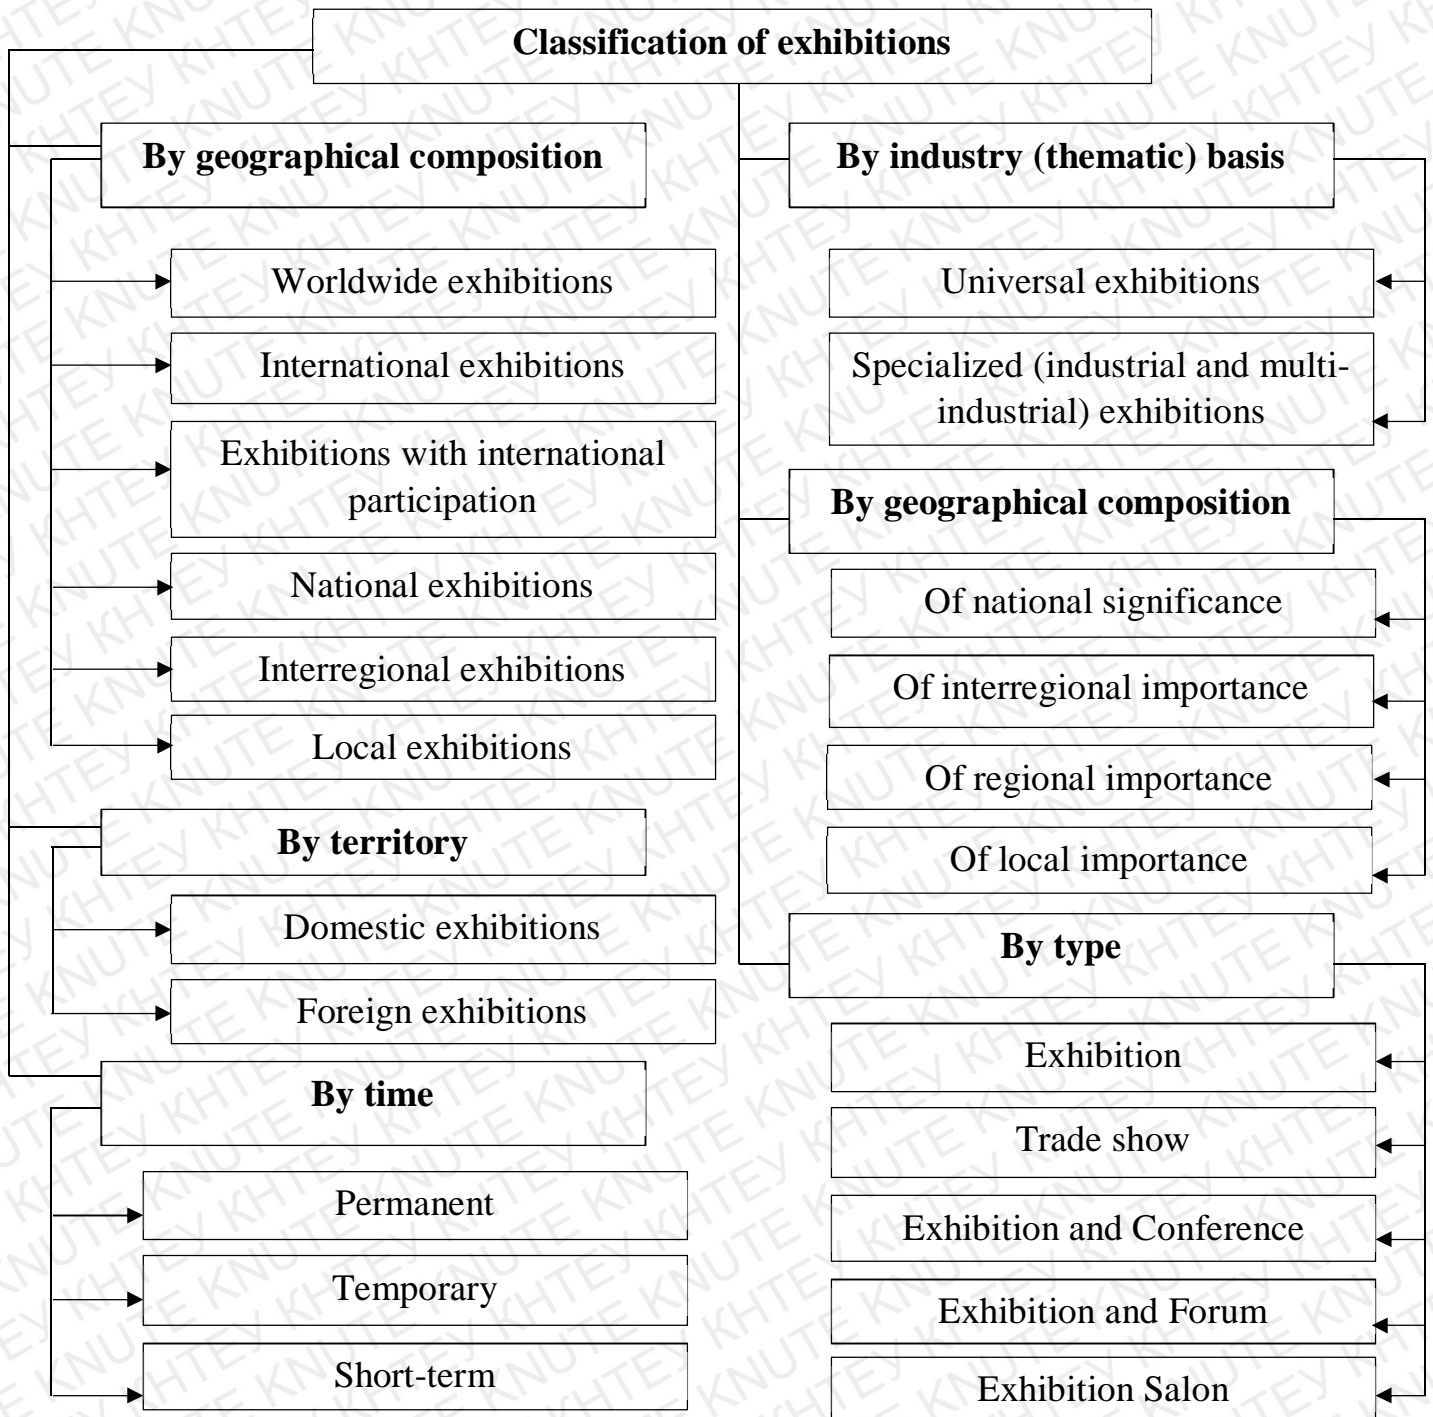 Classification of exhibitions
By geographical composition
Worldwide exhibitions
International exhibitions
Exhibitions with international
participation
National exhibitions
Interregional exhibitions
Local exhibitions
By territory
Domestic exhibitions
Foreign exhibitions
By time
Permanent
Temporary
Short-term
By industry (thematic) basis
Universal exhibitions
Specialized (industrial and multi-
industrial) exhibitions
By geographical composition
Of national significance
Of interregional importance
Of regional importance
Of local importance
By type
Exhibition
Trade show
Exhibition and Conference
Exhibition and Forum
Exhibition Salon